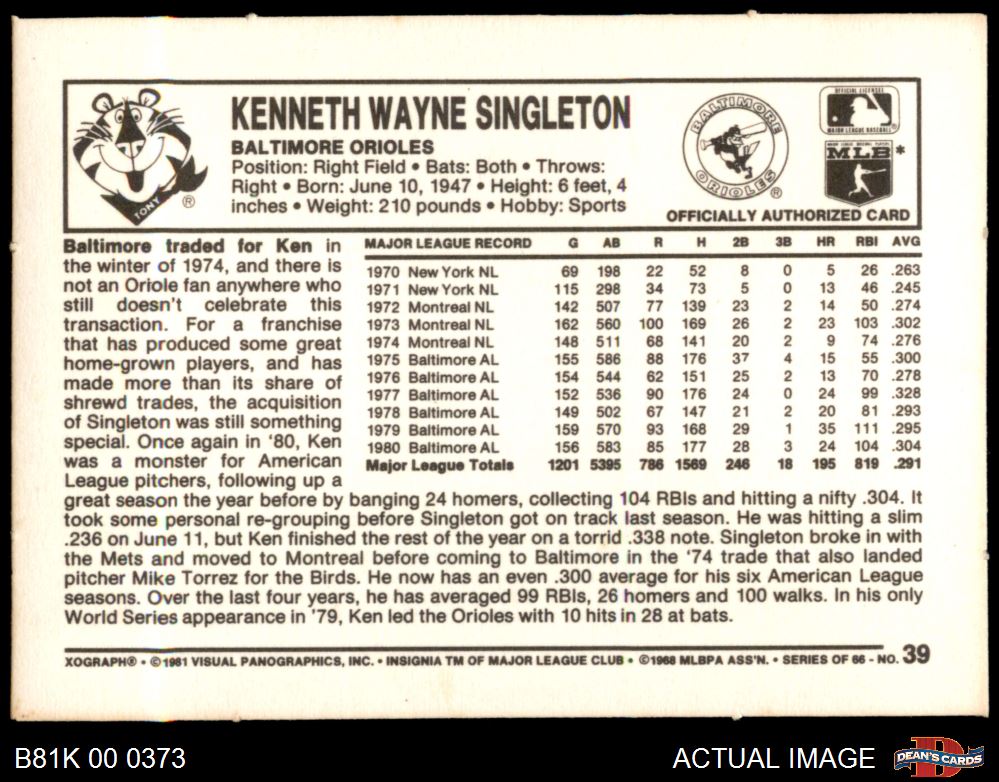 KENNETH WAYNE SINGLETON
BALTIMORE ORIOLES
Position: Right Field • Bats: Both • Throws:
Right • Born: June 10, 1947 • Height: 6 feet, 4
inches • Weight: 210 pounds • Hobby: Sports
TONY ®
BALTIMORE
ORIOLES ®
OFFICIAL LICENSEE
MAJOR LEAGUE BASEBALL
MAJOR LEAGUE BASEBALL PLAYERS
MLB *
OFFICIALLY AUTHORIZED CARD
Baltimore traded for Ken in
the winter of 1974, and there is
not an Oriole fan anywhere who
still doesn't celebrate this
transaction. For a franchise
that has produced some great
home-grown players, and has
made more than its share of
shrewd trades, the acquisition
of Singleton was still something
special. Once again in '80, Ken
was a monster for American
League pitchers, following up a
MAJOR LEAGUE RECORD G AB R H 2B 3B HR RBI AVG
1970 New York NL 69 198 22 52 8 0 5 26 .263
1971 New York NL 115 298 34 73 5 0 13 46 .245
1972 Montreal NL 142 507 77 139 23 2 14 50 .274
1973 Montreal NL 162 560 100 169 26 2 23 103 .302
1974 Montreal NL 148 511 68 141 20 2 9 74 .276
1975 Baltimore AL 155 586 88 176 37 4 15 55 .300
1976 Baltimore AL 154 544 62 151 25 2 13 70 .278
1977 Baltimore AL 152 536 90 176 24 0 24 99 .328
1978 Baltimore AL 149 502 67 147 21 2 20 81 .293
1979 Baltimore AL 159 570 93 168 29 1 35 111 .295
1980 Baltimore AL 156 583 85 177 28 3 24 104 .304
Major League Totals 1201 5395 786 1569 246 18 195 819 .291
great season the year before by banging 24 homers, collecting 104 RBIs and hitting a nifty .304. It
took some personal re-grouping before Singleton got on track last season. He was hitting a slim
.236 on June 11, but Ken finished the rest of the year on a torrid .338 note. Singleton broke in with
the Mets and moved to Montreal before coming to Baltimore in the '74 trade that also landed
pitcher Mike Torrez for the Birds. He now has an even .300 average for his six American League
seasons. Over the last four years, he has averaged 99 RBIs, 26 homers and 100 walks. In his only
World Series appearance in '79, Ken led the Orioles with 10 hits in 28 at bats.
XOGRAPH® • ©1981 VISUAL PANOGRAPHICS, INC. • INSIGNIA TM OF MAJOR LEAGUE CLUB • ©1968 MLBPA ASS'N. • SERIES OF 66 - NO. 39
B81K 00 0373
ACTUAL IMAGE
D
DEAN'S CARDS